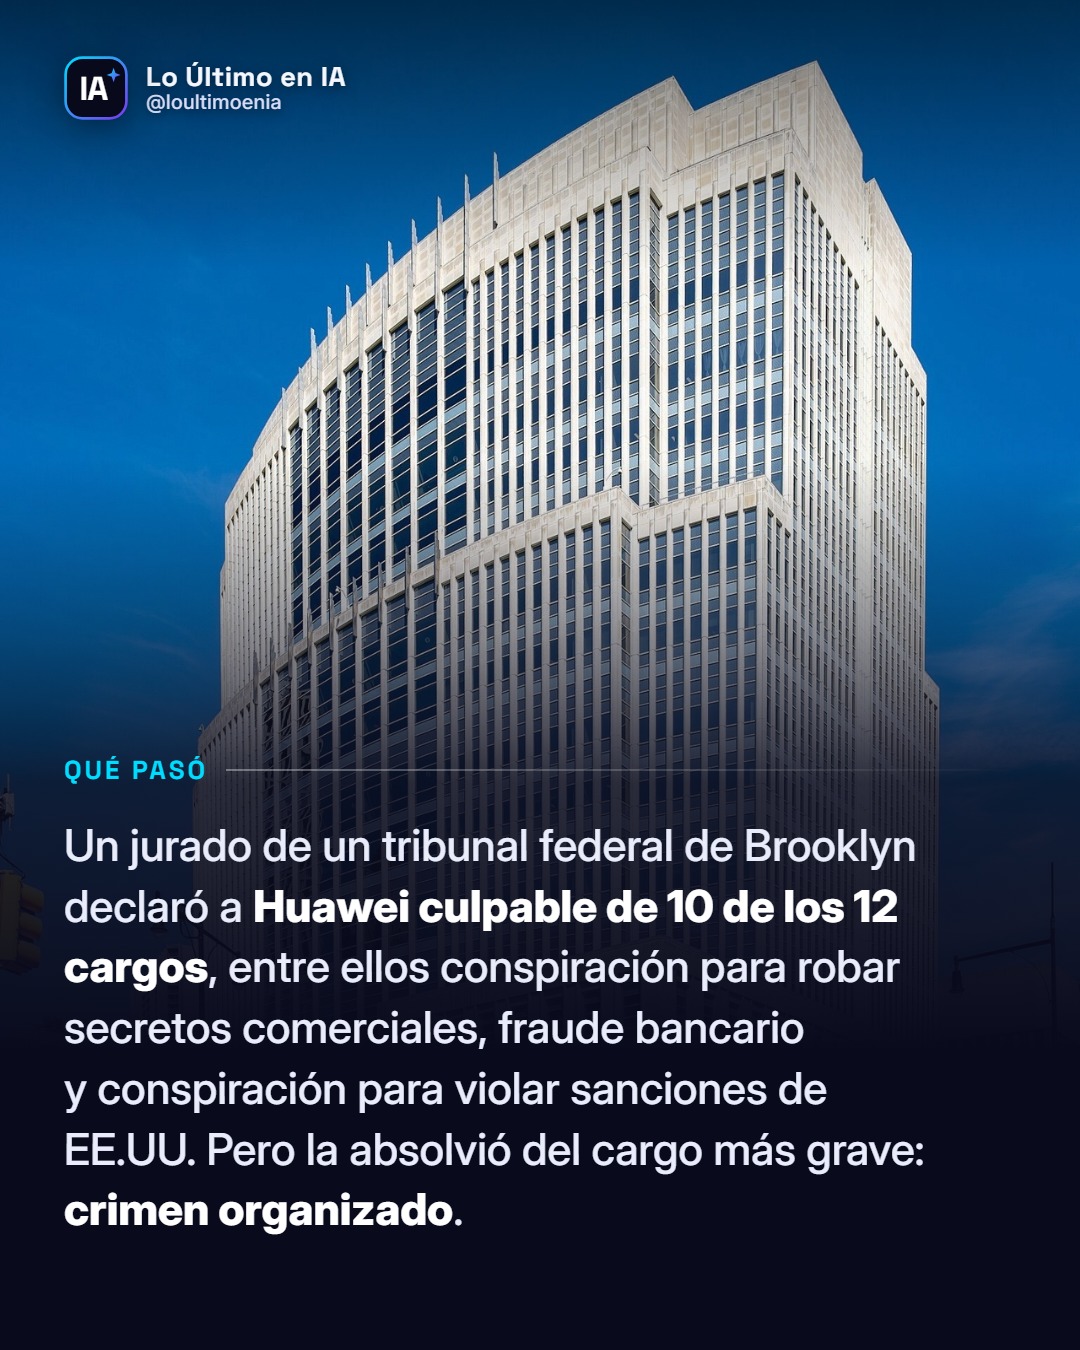 IA
Lo Último en IA
@loultimoenia
QUÉ PASÓ
Un jurado de un tribunal federal de Brooklyn
declaró a Huawei culpable de 10 de los 12
cargos, entre ellos conspiración para robar
secretos comerciales, fraude bancario
y conspiración para violar sanciones de
EE.UU. Pero la absolvió del cargo más grave:
crimen organizado.